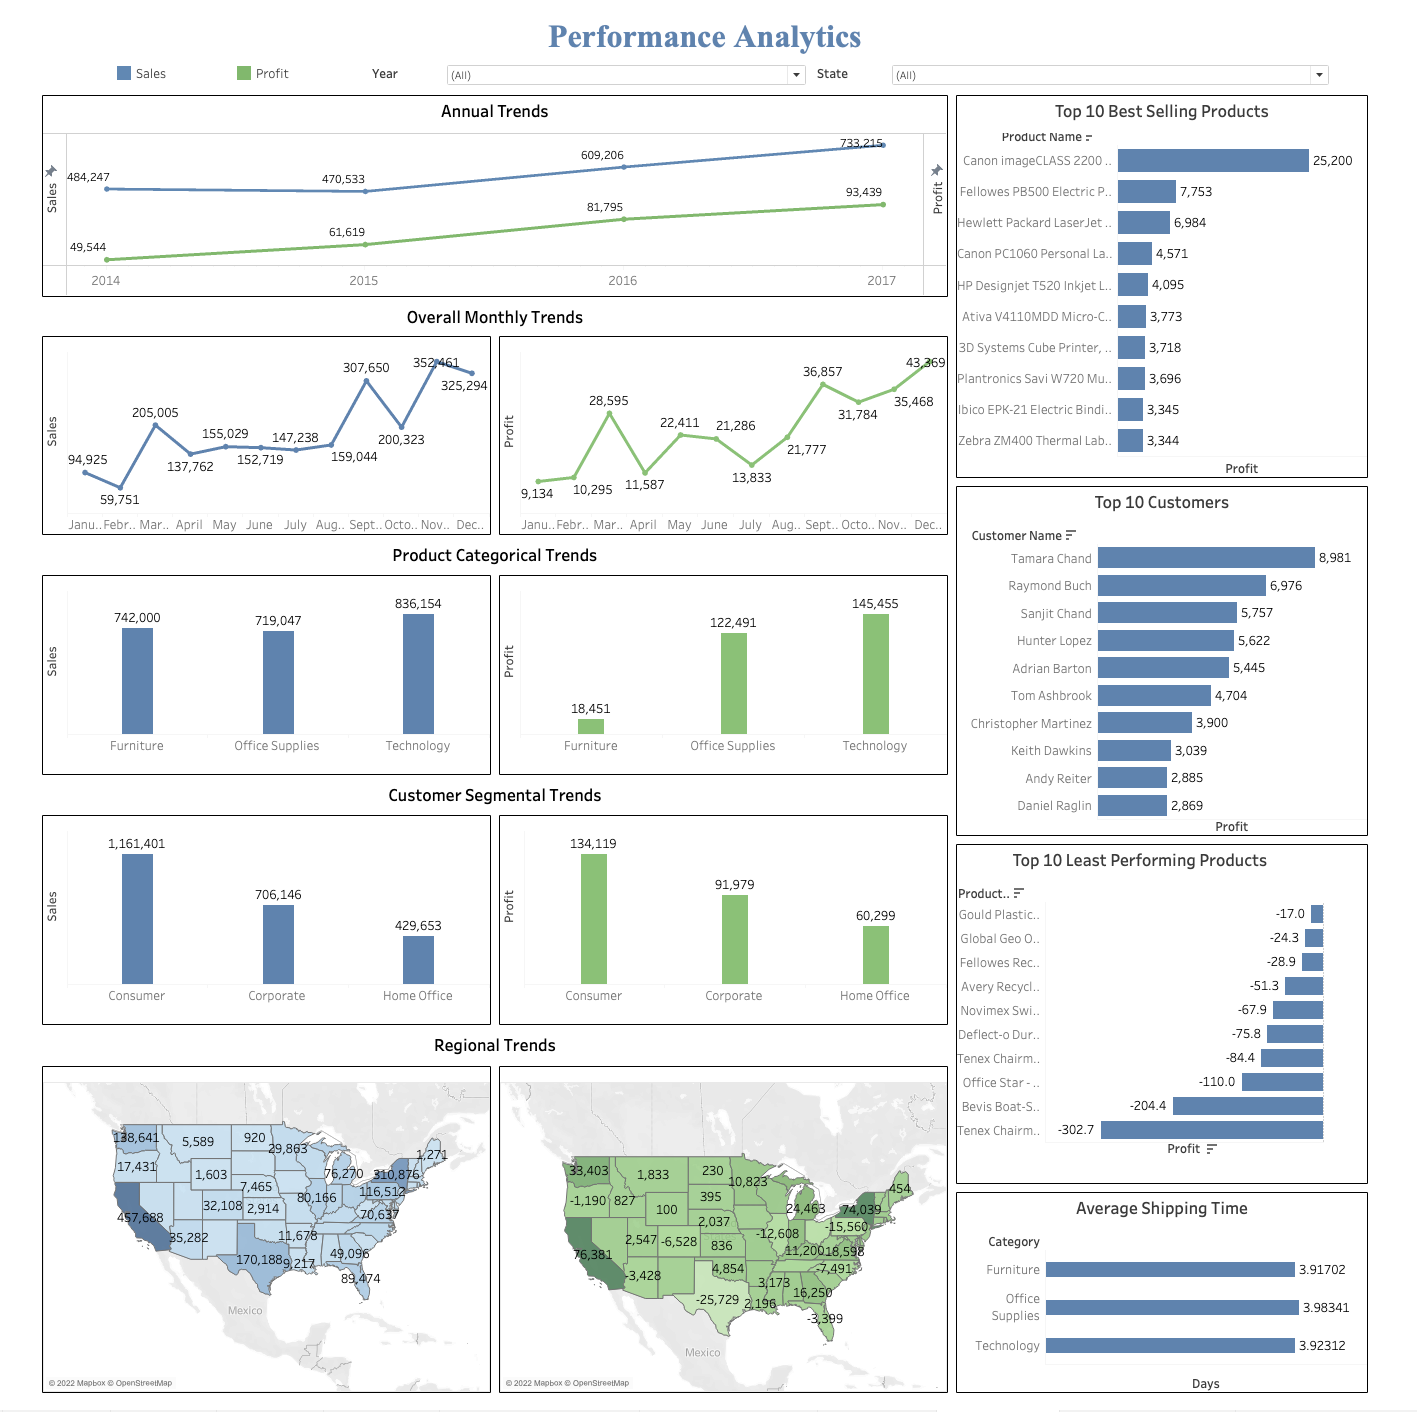 Performance Analytics
Sales
Profit
Year
(All)
State
(All)
Annual Trends
Sales
Profit
484,247
470,533
609,206
733,215
49,544
61,619
81,795
93,439
2014
2015
2016
2017
Overall Monthly Trends
Sales
94,925
59,751
205,005
137,762
155,029
152,719
147,238
159,044
307,650
200,323
352,461
325,294
Janu.. Febr.. Mar.. April May June July Aug.. Sept.. Octo.. Nov.. Dec..
Profit
9,134
10,295
28,595
11,587
22,411
21,286
13,833
21,777
36,857
31,784
35,468
43,369
Janu.. Febr.. Mar.. April May June July Aug.. Sept.. Octo.. Nov.. Dec..
Product Categorical Trends
Sales
742,000
719,047
836,154
Furniture
Office Supplies
Technology
Profit
18,451
122,491
145,455
Furniture
Office Supplies
Technology
Customer Segmental Trends
Sales
1,161,401
706,146
429,653
Consumer
Corporate
Home Office
Profit
134,119
91,979
60,299
Consumer
Corporate
Home Office
Regional Trends
138,641
5,589
920
29,863
1,271
17,431
1,603
7,465
76,270
310,876
116,512
80,166
32,108
2,914
457,688
70,637
35,282
11,678
170,188
9,217
49,096
89,474
Mexico
© 2022 Mapbox © OpenStreetMap
33,403
1,833
230
10,823
454
-1,190
827
100
395
24,463
74,039
2,037
-12,608
-15,560
76,381
2,547
-6,528
836
11,200
18,598
-3,428
4,854
3,173
-7,491
-25,729
2,196
16,250
-3,399
Mexico
© 2022 Mapbox © OpenStreetMap
Top 10 Best Selling Products
Product Name
Canon imageCLASS 2200 .. 25,200
Fellowes PB500 Electric P.. 7,753
Hewlett Packard LaserJet .. 6,984
Canon PC1060 Personal La.. 4,571
HP Designjet T520 Inkjet L.. 4,095
Ativa V4110MDD Micro-C.. 3,773
3D Systems Cube Printer, .. 3,718
Plantronics Savi W720 Mu.. 3,696
Ibico EPK-21 Electric Bindi.. 3,345
Zebra ZM400 Thermal Lab.. 3,344
Profit
Top 10 Customers
Customer Name
Tamara Chand 8,981
Raymond Buch 6,976
Sanjit Chand 5,757
Hunter Lopez 5,622
Adrian Barton 5,445
Tom Ashbrook 4,704
Christopher Martinez 3,900
Keith Dawkins 3,039
Andy Reiter 2,885
Daniel Raglin 2,869
Profit
Top 10 Least Performing Products
Product..
Gould Plastic.. -17.0
Global Geo O.. -24.3
Fellowes Rec.. -28.9
Avery Recycl.. -51.3
Novimex Swi.. -67.9
Deflect-o Dur.. -75.8
Tenex Chairm.. -84.4
Office Star - .. -110.0
Bevis Boat-S.. -204.4
Tenex Chairm.. -302.7
Profit
Average Shipping Time
Category
Furniture 3.91702
Office
Supplies 3.98341
Technology 3.92312
Days